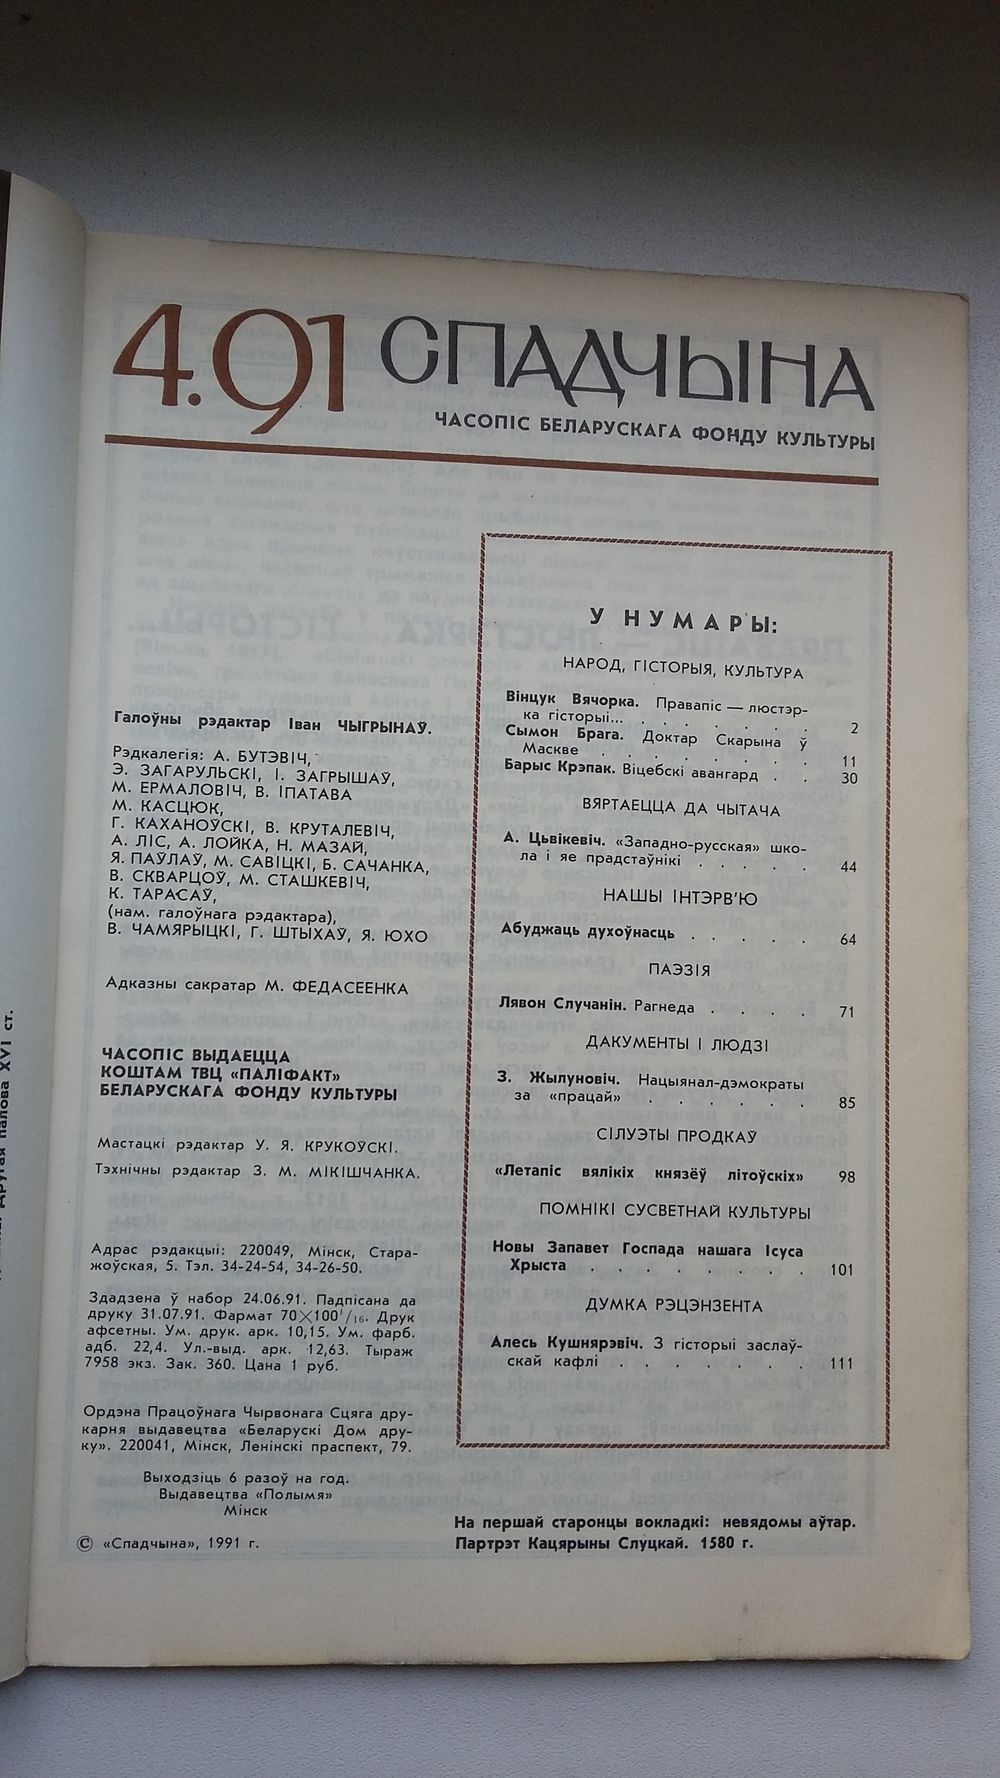 4.91 СПАДЧЫНА
ЧАСОПІС БЕЛАРУСКАГА ФОНДУ КУЛЬТУРЫ
Галоўны рэдактар Іван ЧЫГРЫНАЎ.
Рэдкалегія: А. БУТЭВІЧ,
Э. ЗАГАРУЛЬСКІ, І. ЗАГРЫШАЎ,
М. ЕРМАЛОВІЧ, В. ІПАТАВА
М. КАСЦЮК,
Г. КАХАНОЎСКІ, В. КРУТАЛЕВІЧ,
А. ЛІС, А. ЛОЙКА, Н. МАЗАЙ,
Я. ПАЎЛАЎ, М. САВІЦКІ, Б. САЧАНКА,
В. СКВАРЦОЎ, М. СТАШКЕВІЧ,
К. ТАРАСАЎ,
(нам. галоўнага рэдактара),
В. ЧАМЯРЫЦКІ, Г. ШТЫХАЎ, Я. ЮХО
Адказны сакратар М. ФЕДАСЕЕНКА
ЧАСОПІС ВЫДАЕЦЦА
КОШТАМ ТВЦ «ПАЛІФАКТ»
БЕЛАРУСКАГА ФОНДУ КУЛЬТУРЫ
Мастацкі рэдактар У. Я. КРУКОЎСКІ.
Тэхнічны рэдактар З. М. МІКІШЧАНКА.
Адрас рэдакцыі: 220049, Мінск, Стара-
жоўская, 5. Тэл. 34-24-54, 34-26-50.
Здадзена ў набор 24.06.91. Падпісана да
друку 31.07.91. Фармат 70×100¹/₁₆. Друк
афсетны. Ум. друк. арк. 10,15. Ум. фарб.
адб. 22,4. Ул.-выд. арк. 12,63. Тыраж
7958 экз. Зак. 360. Цана 1 руб.
Ордэна Працоўнага Чырвонага Сцяга дру-
карня выдавецтва «Беларускі Дом дру-
ку». 220041, Мінск, Ленінскі праспект, 79.
Выходзіць 6 разоў на год.
Выдавецтва «Полымя»
Мінск
© «Спадчына», 1991 г.
У НУМАРЫ:
НАРОД, ГІСТОРЫЯ, КУЛЬТУРА
Вінцук Вячорка. Правапіс — люстэр-
ка гісторыі... . . . . . . . 2
Сымон Брага. Доктар Скарына ў
Маскве . . . . . . . 11
Барыс Крэпак. Віцебскі авангард . . 30
ВЯРТАЕЦЦА ДА ЧЫТАЧА
А. Цьвікевіч. «Западно-русская» шко-
ла і яе прадстаўнікі . . . . . 44
НАШЫ ІНТЭРВ'Ю
Абуджаць духоўнасць . . . . . 64
ПАЭЗІЯ
Лявон Случанін. Рагнеда . . . . 71
ДАКУМЕНТЫ І ЛЮДЗІ
З. Жылуновіч. Нацыянал-дэмократы
за «працай» . . . . . . 85
СІЛУЭТЫ ПРОДКАЎ
«Летапіс вялікіх князёў літоўскіх» 98
ПОМНІКІ СУСВЕТНАЙ КУЛЬТУРЫ
Новы Запавет Госпада нашага Ісуса
Хрыста . . . . . . . . 101
ДУМКА РЭЦЭНЗЕНТА
Алесь Кушнярэвіч. З гісторыі заслаў-
скай кафлі . . . . . . . 111
На першай старонцы вокладкі: невядомы аўтар.
Партрэт Кацярыны Слуцкай. 1580 г.
Другая палова XVI ст.